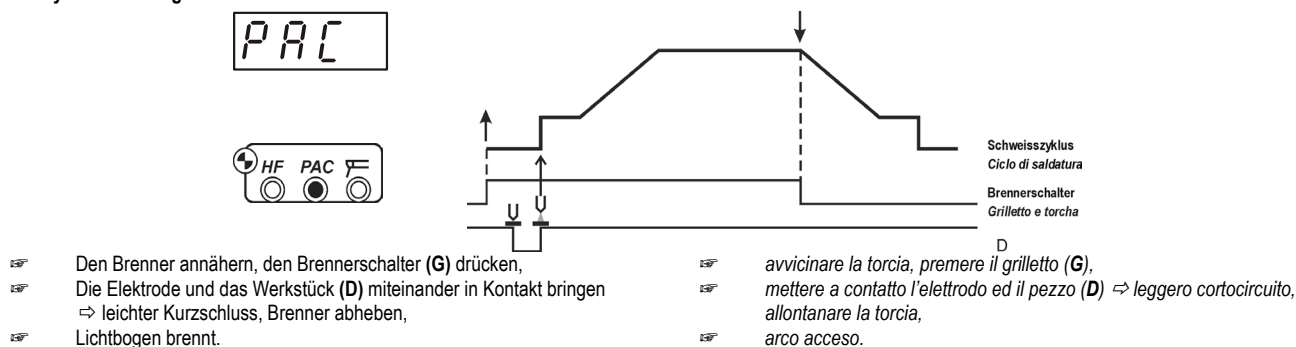 PAC
HF PAC
Schweisszyklus
Ciclo di saldatura
Brennerschalter
Grilletto e torcha
D
☞ Den Brenner annähern, den Brennerschalter (G) drücken,
☞ Die Elektrode und das Werkstück (D) miteinander in Kontakt bringen
⇨ leichter Kurzschluss, Brenner abheben,
☞ Lichtbogen brennt.
☞ avvicinare la torcia, premere il grilletto (G),
☞ mettere a contatto l'elettrodo ed il pezzo (D) ⇨ leggero cortocircuito,
allontanare la torcia,
☞ arco acceso.